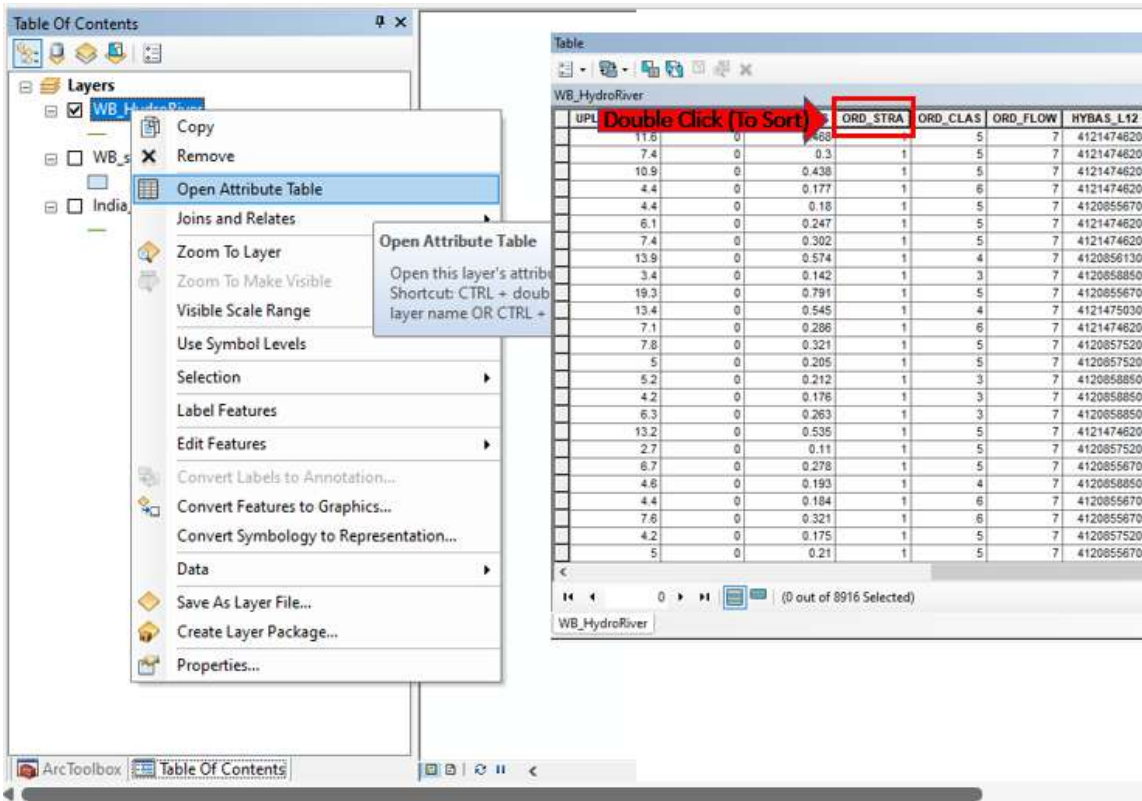 Table Of Contents
Layers
WB_HydroRiver
WB_s
India_
Copy
Remove
Open Attribute Table
Joins and Relates
Zoom To Layer
Zoom To Make Visible
Visible Scale Range
Use Symbol Levels
Selection
Label Features
Edit Features
Convert Labels to Annotation...
Convert Features to Graphics...
Convert Symbology to Representation...
Data
Save As Layer File...
Create Layer Package...
Properties...
Open Attribute Table
Open this layer's attribu
Shortcut: CTRL + doub
layer name OR CTRL +
ArcToolbox Table Of Contents
Table
WB_HydroRiver
Double Click (To Sort)
UPL ORD_STRA ORD_CLAS ORD_FLOW HYBAS_L12
11.6 0 .468 1 5 7 4121474620
7.4 0 0.3 1 5 7 4121474620
10.9 0 0.438 1 5 7 4121474620
4.4 0 0.177 1 6 7 4121474620
4.4 0 0.18 1 5 7 4120855670
6.1 0 0.247 1 5 7 4121474620
7.4 0 0.302 1 5 7 4121474620
13.9 0 0.574 1 4 7 4120856130
3.4 0 0.142 1 3 7 4120858850
19.3 0 0.791 1 5 7 4120855670
13.4 0 0.545 1 4 7 4121475030
7.1 0 0.286 1 6 7 4121474620
7.8 0 0.321 1 5 7 4120857520
5 0 0.205 1 5 7 4120857520
5.2 0 0.212 1 3 7 4120858850
4.2 0 0.176 1 3 7 4120858850
6.3 0 0.263 1 3 7 4120858850
13.2 0 0.535 1 5 7 4121474620
2.7 0 0.11 1 5 7 4120857520
6.7 0 0.278 1 5 7 4120855670
4.6 0 0.193 1 4 7 4120858850
4.4 0 0.184 1 6 7 4120855670
7.6 0 0.321 1 6 7 4120855670
4.2 0 0.175 1 5 7 4120857520
5 0 0.21 1 5 7 4120855670
0 (0 out of 8916 Selected)
WB_HydroRiver